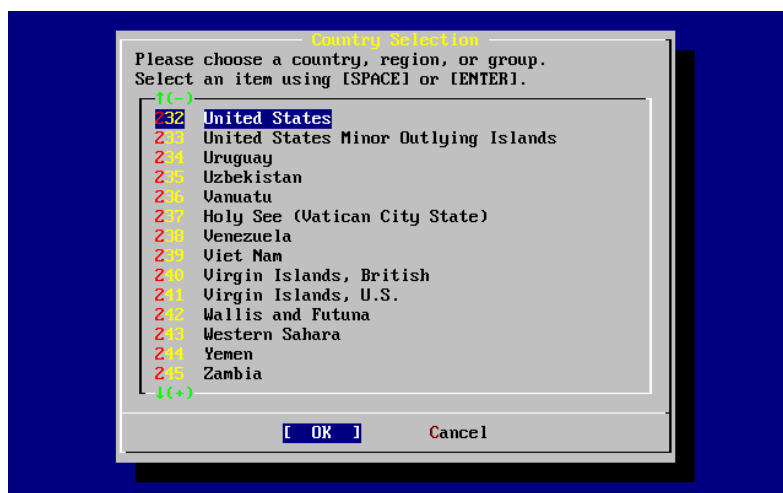 Country Selection
Please choose a country, region, or group.
Select an item using [SPACE] or [ENTER].
↑(-)
232 United States
233 United States Minor Outlying Islands
234 Uruguay
235 Uzbekistan
236 Vanuatu
237 Holy See (Vatican City State)
238 Venezuela
239 Viet Nam
240 Virgin Islands, British
241 Virgin Islands, U.S.
242 Wallis and Futuna
243 Western Sahara
244 Yemen
245 Zambia
↓(+)
[ OK ] Cancel